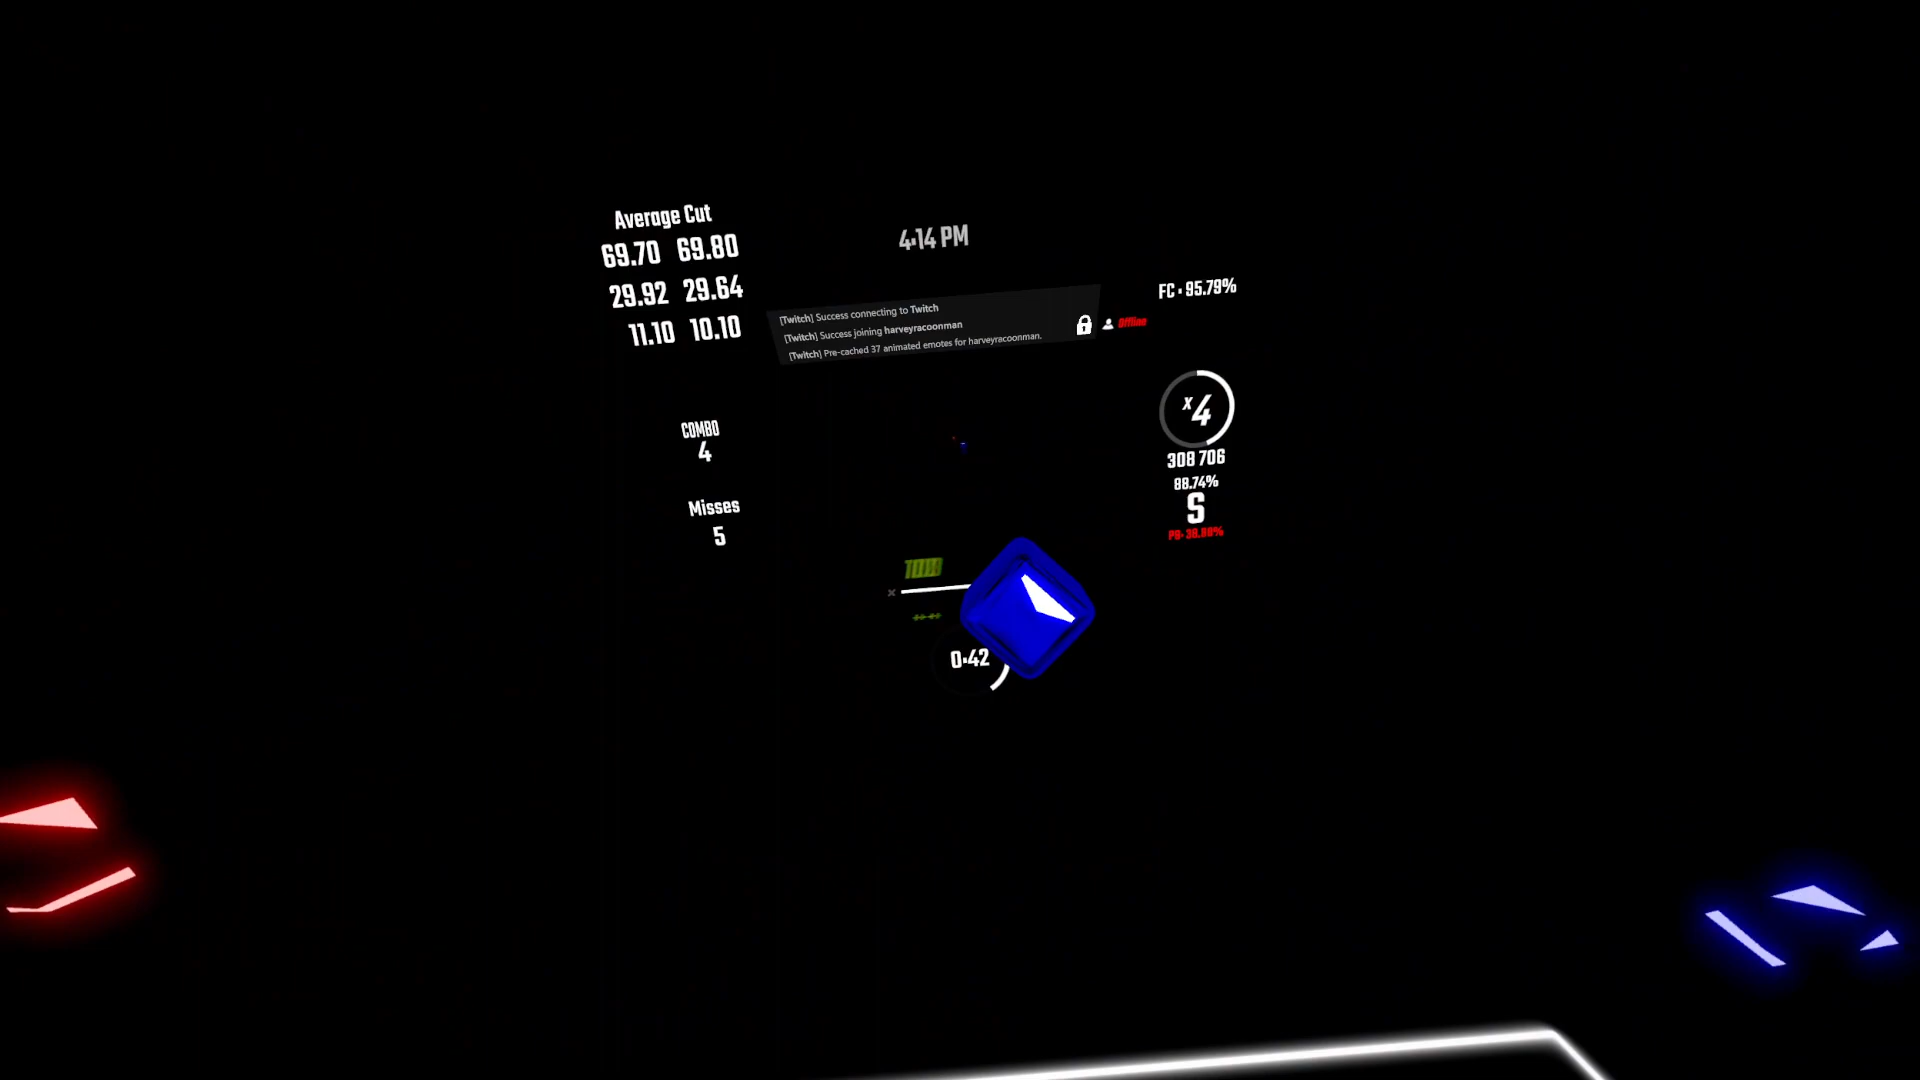 Average Cut
69.70 69.80
29.92 29.64
11.10 10.10
4:14 PM
[Twitch] Success connecting to Twitch
[Twitch] Success joining harveyracoonman
[Twitch] Pre-cached 37 animated emotes for harveyracoonman.
Offline
FC : 95.79%
COMBO
4
Misses
5
x4
308 706
88.74%
S
0:42